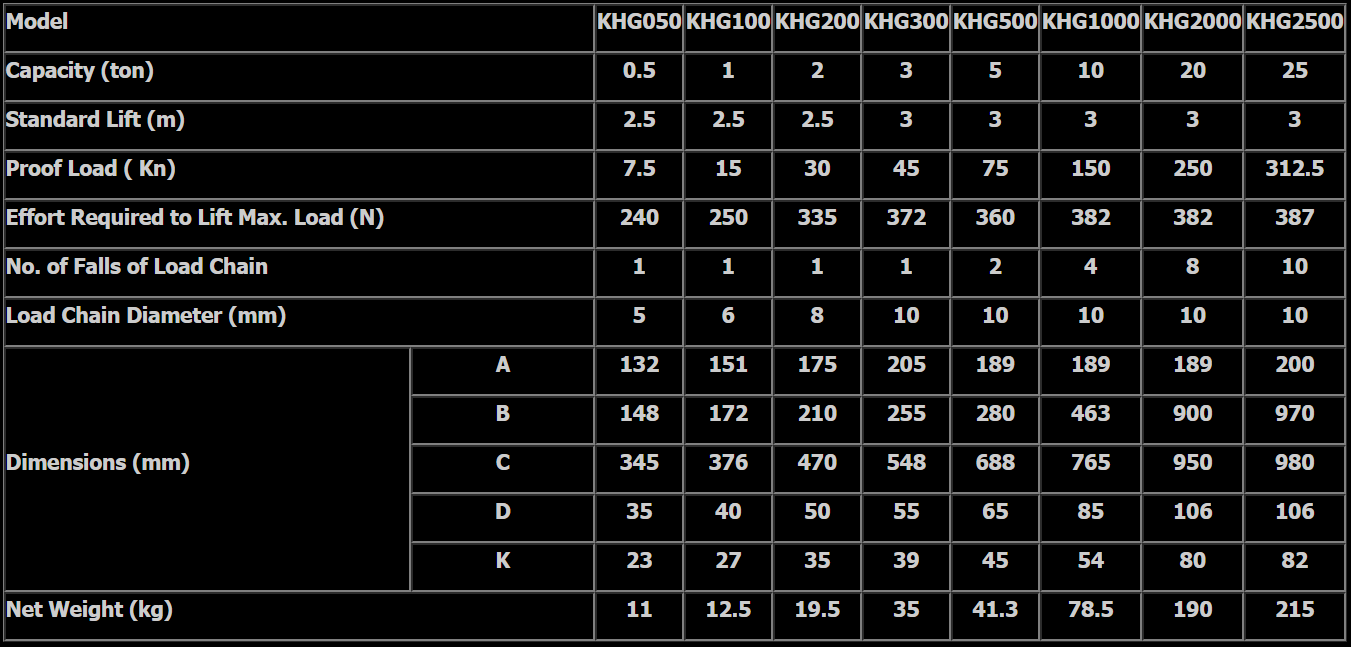 Model KHG050 KHG100 KHG200 KHG300 KHG500 KHG1000 KHG2000 KHG2500
Capacity (ton) 0.5 1 2 3 5 10 20 25
Standard Lift (m) 2.5 2.5 2.5 3 3 3 3 3
Proof Load ( Kn) 7.5 15 30 45 75 150 250 312.5
Effort Required to Lift Max. Load (N) 240 250 335 372 360 382 382 387
No. of Falls of Load Chain 1 1 1 1 2 4 8 10
Load Chain Diameter (mm) 5 6 8 10 10 10 10 10
A 132 151 175 205 189 189 189 200
B 148 172 210 255 280 463 900 970
Dimensions (mm) C 345 376 470 548 688 765 950 980
D 35 40 50 55 65 85 106 106
K 23 27 35 39 45 54 80 82
Net Weight (kg) 11 12.5 19.5 35 41.3 78.5 190 215